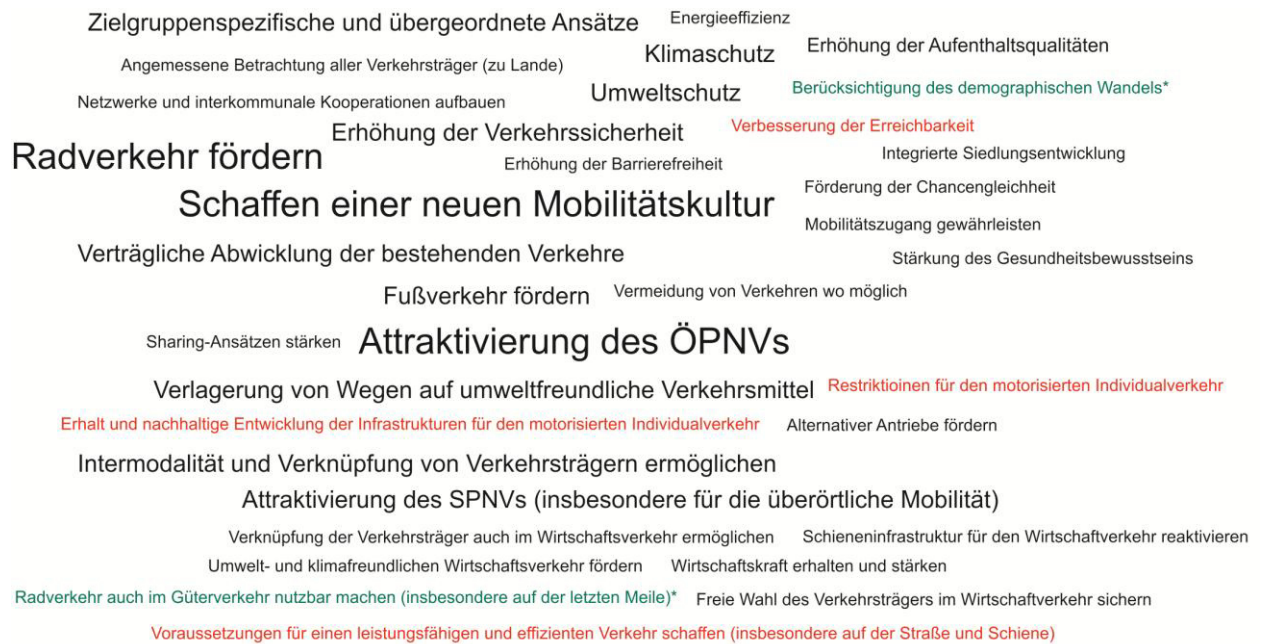 Zielgruppenspezifische und übergeordnete Ansätze
Energieeffizienz
Klimaschutz
Erhöhung der Aufenthaltsqualitäten
Angemessene Betrachtung aller Verkehrsträger (zu Lande)
Umweltschutz
Berücksichtigung des demographischen Wandels*
Netzwerke und interkommunale Kooperationen aufbauen
Erhöhung der Verkehrssicherheit
Verbesserung der Erreichbarkeit
Radverkehr fördern
Erhöhung der Barrierefreiheit
Integrierte Siedlungsentwicklung
Schaffen einer neuen Mobilitätskultur
Förderung der Chancengleichheit
Mobilitätszugang gewährleisten
Verträgliche Abwicklung der bestehenden Verkehre
Stärkung des Gesundheitsbewusstseins
Fußverkehr fördern
Vermeidung von Verkehren wo möglich
Sharing-Ansätzen stärken
Attraktivierung des ÖPNVs
Verlagerung von Wegen auf umweltfreundliche Verkehrsmittel
Restriktioinen für den motorisierten Individualverkehr
Erhalt und nachhaltige Entwicklung der Infrastrukturen für den motorisierten Individualverkehr
Alternativer Antriebe fördern
Intermodalität und Verknüpfung von Verkehrsträgern ermöglichen
Attraktivierung des SPNVs (insbesondere für die überörtliche Mobilität)
Verknüpfung der Verkehrsträger auch im Wirtschaftsverkehr ermöglichen
Schieneninfrastruktur für den Wirtschaftverkehr reaktivieren
Umwelt- und klimafreundlichen Wirtschaftsverkehr fördern
Wirtschaftskraft erhalten und stärken
Radverkehr auch im Güterverkehr nutzbar machen (insbesondere auf der letzten Meile)*
Freie Wahl des Verkehrsträgers im Wirtschaftverkehr sichern
Voraussetzungen für einen leistungsfähigen und effizienten Verkehr schaffen (insbesondere auf der Straße und Schiene)